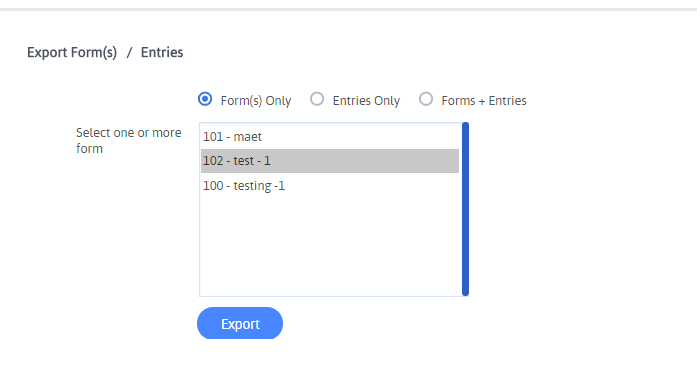 Export Form(s) / Entries
Form(s) Only Entries Only Forms + Entries
Select one or more
form
101 - maet
102 - test - 1
100 - testing -1
Export